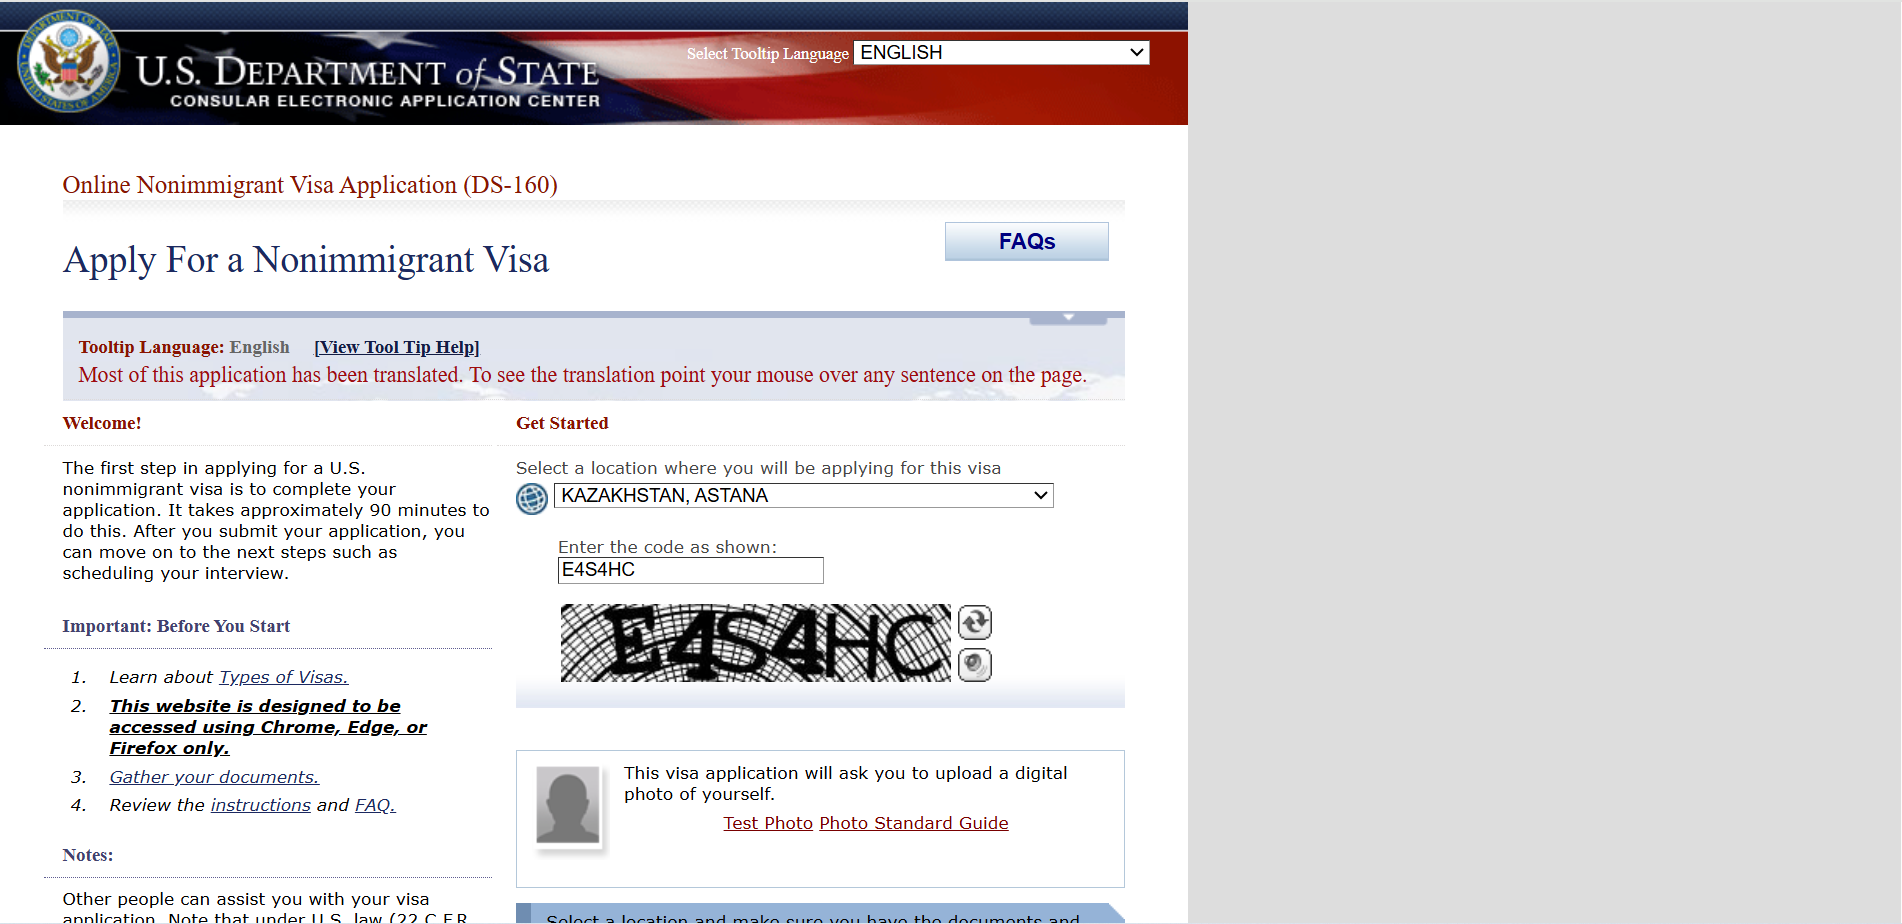 U.S. DEPARTMENT of STATE
CONSULAR ELECTRONIC APPLICATION CENTER
Select Tooltip Language ENGLISH
Online Nonimmigrant Visa Application (DS-160)
Apply For a Nonimmigrant Visa
FAQs
Tooltip Language: English [View Tool Tip Help]
Most of this application has been translated. To see the translation point your mouse over any sentence on the page.
Welcome!
The first step in applying for a U.S.
nonimmigrant visa is to complete your
application. It takes approximately 90 minutes to
do this. After you submit your application, you
can move on to the next steps such as
scheduling your interview.
Important: Before You Start
1. Learn about Types of Visas.
2. This website is designed to be
accessed using Chrome, Edge, or
Firefox only.
3. Gather your documents.
4. Review the instructions and FAQ.
Notes:
Other people can assist you with your visa
application. Note that under U.S. law (22 C.F.R.
Get Started
Select a location where you will be applying for this visa
KAZAKHSTAN, ASTANA
Enter the code as shown:
E4S4HC
E4S4HC
This visa application will ask you to upload a digital
photo of yourself.
Test Photo Photo Standard Guide
Select a location and make sure you have the documents and